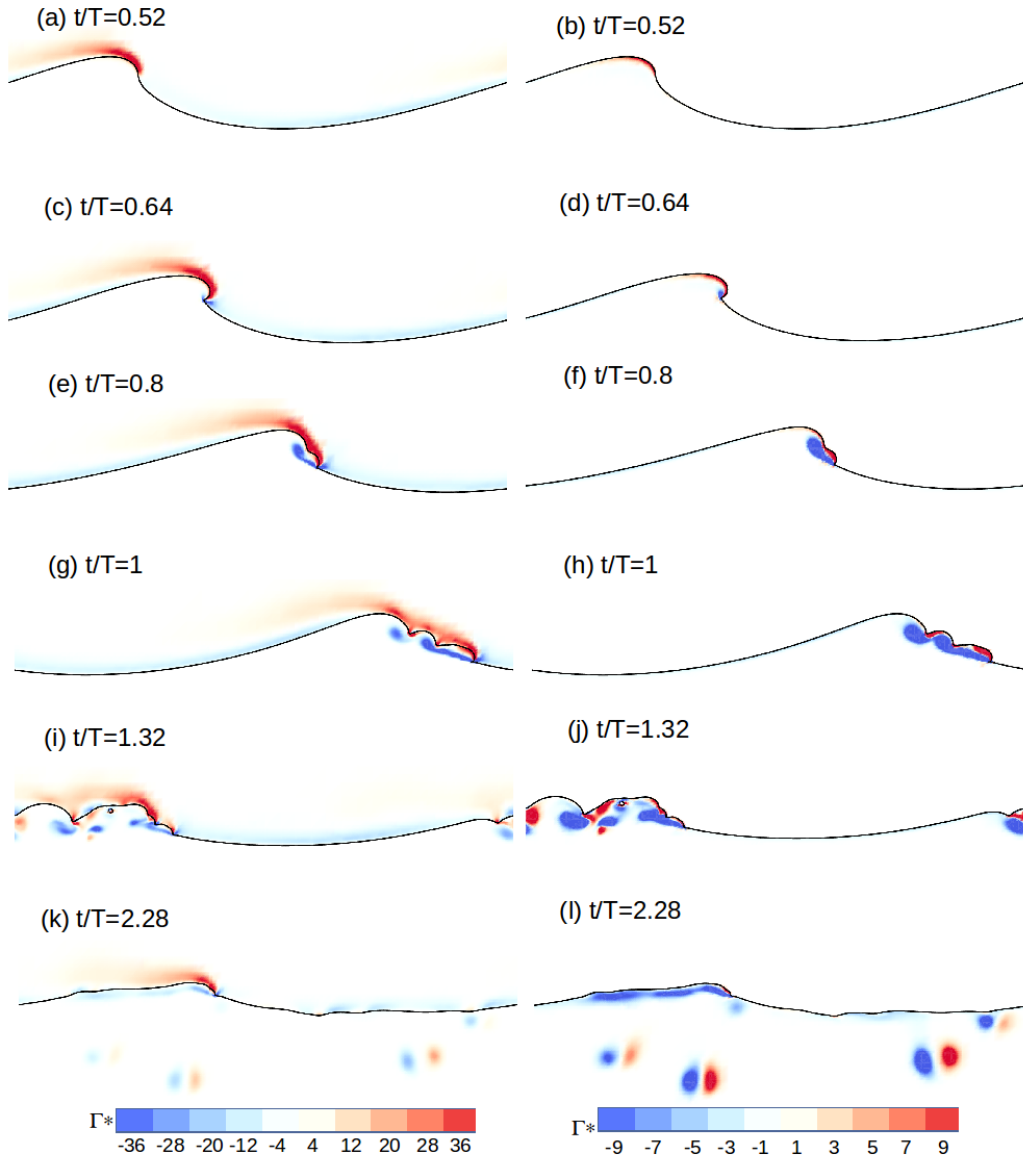 (a) t/T=0.52
(b) t/T=0.52
(c) t/T=0.64
(d) t/T=0.64
(e) t/T=0.8
(f) t/T=0.8
(g) t/T=1
(h) t/T=1
(i) t/T=1.32
(j) t/T=1.32
(k) t/T=2.28
(l) t/T=2.28
Γ* -36 -28 -20 -12 -4 4 12 20 28 36
Γ* -9 -7 -5 -3 -1 1 3 5 7 9